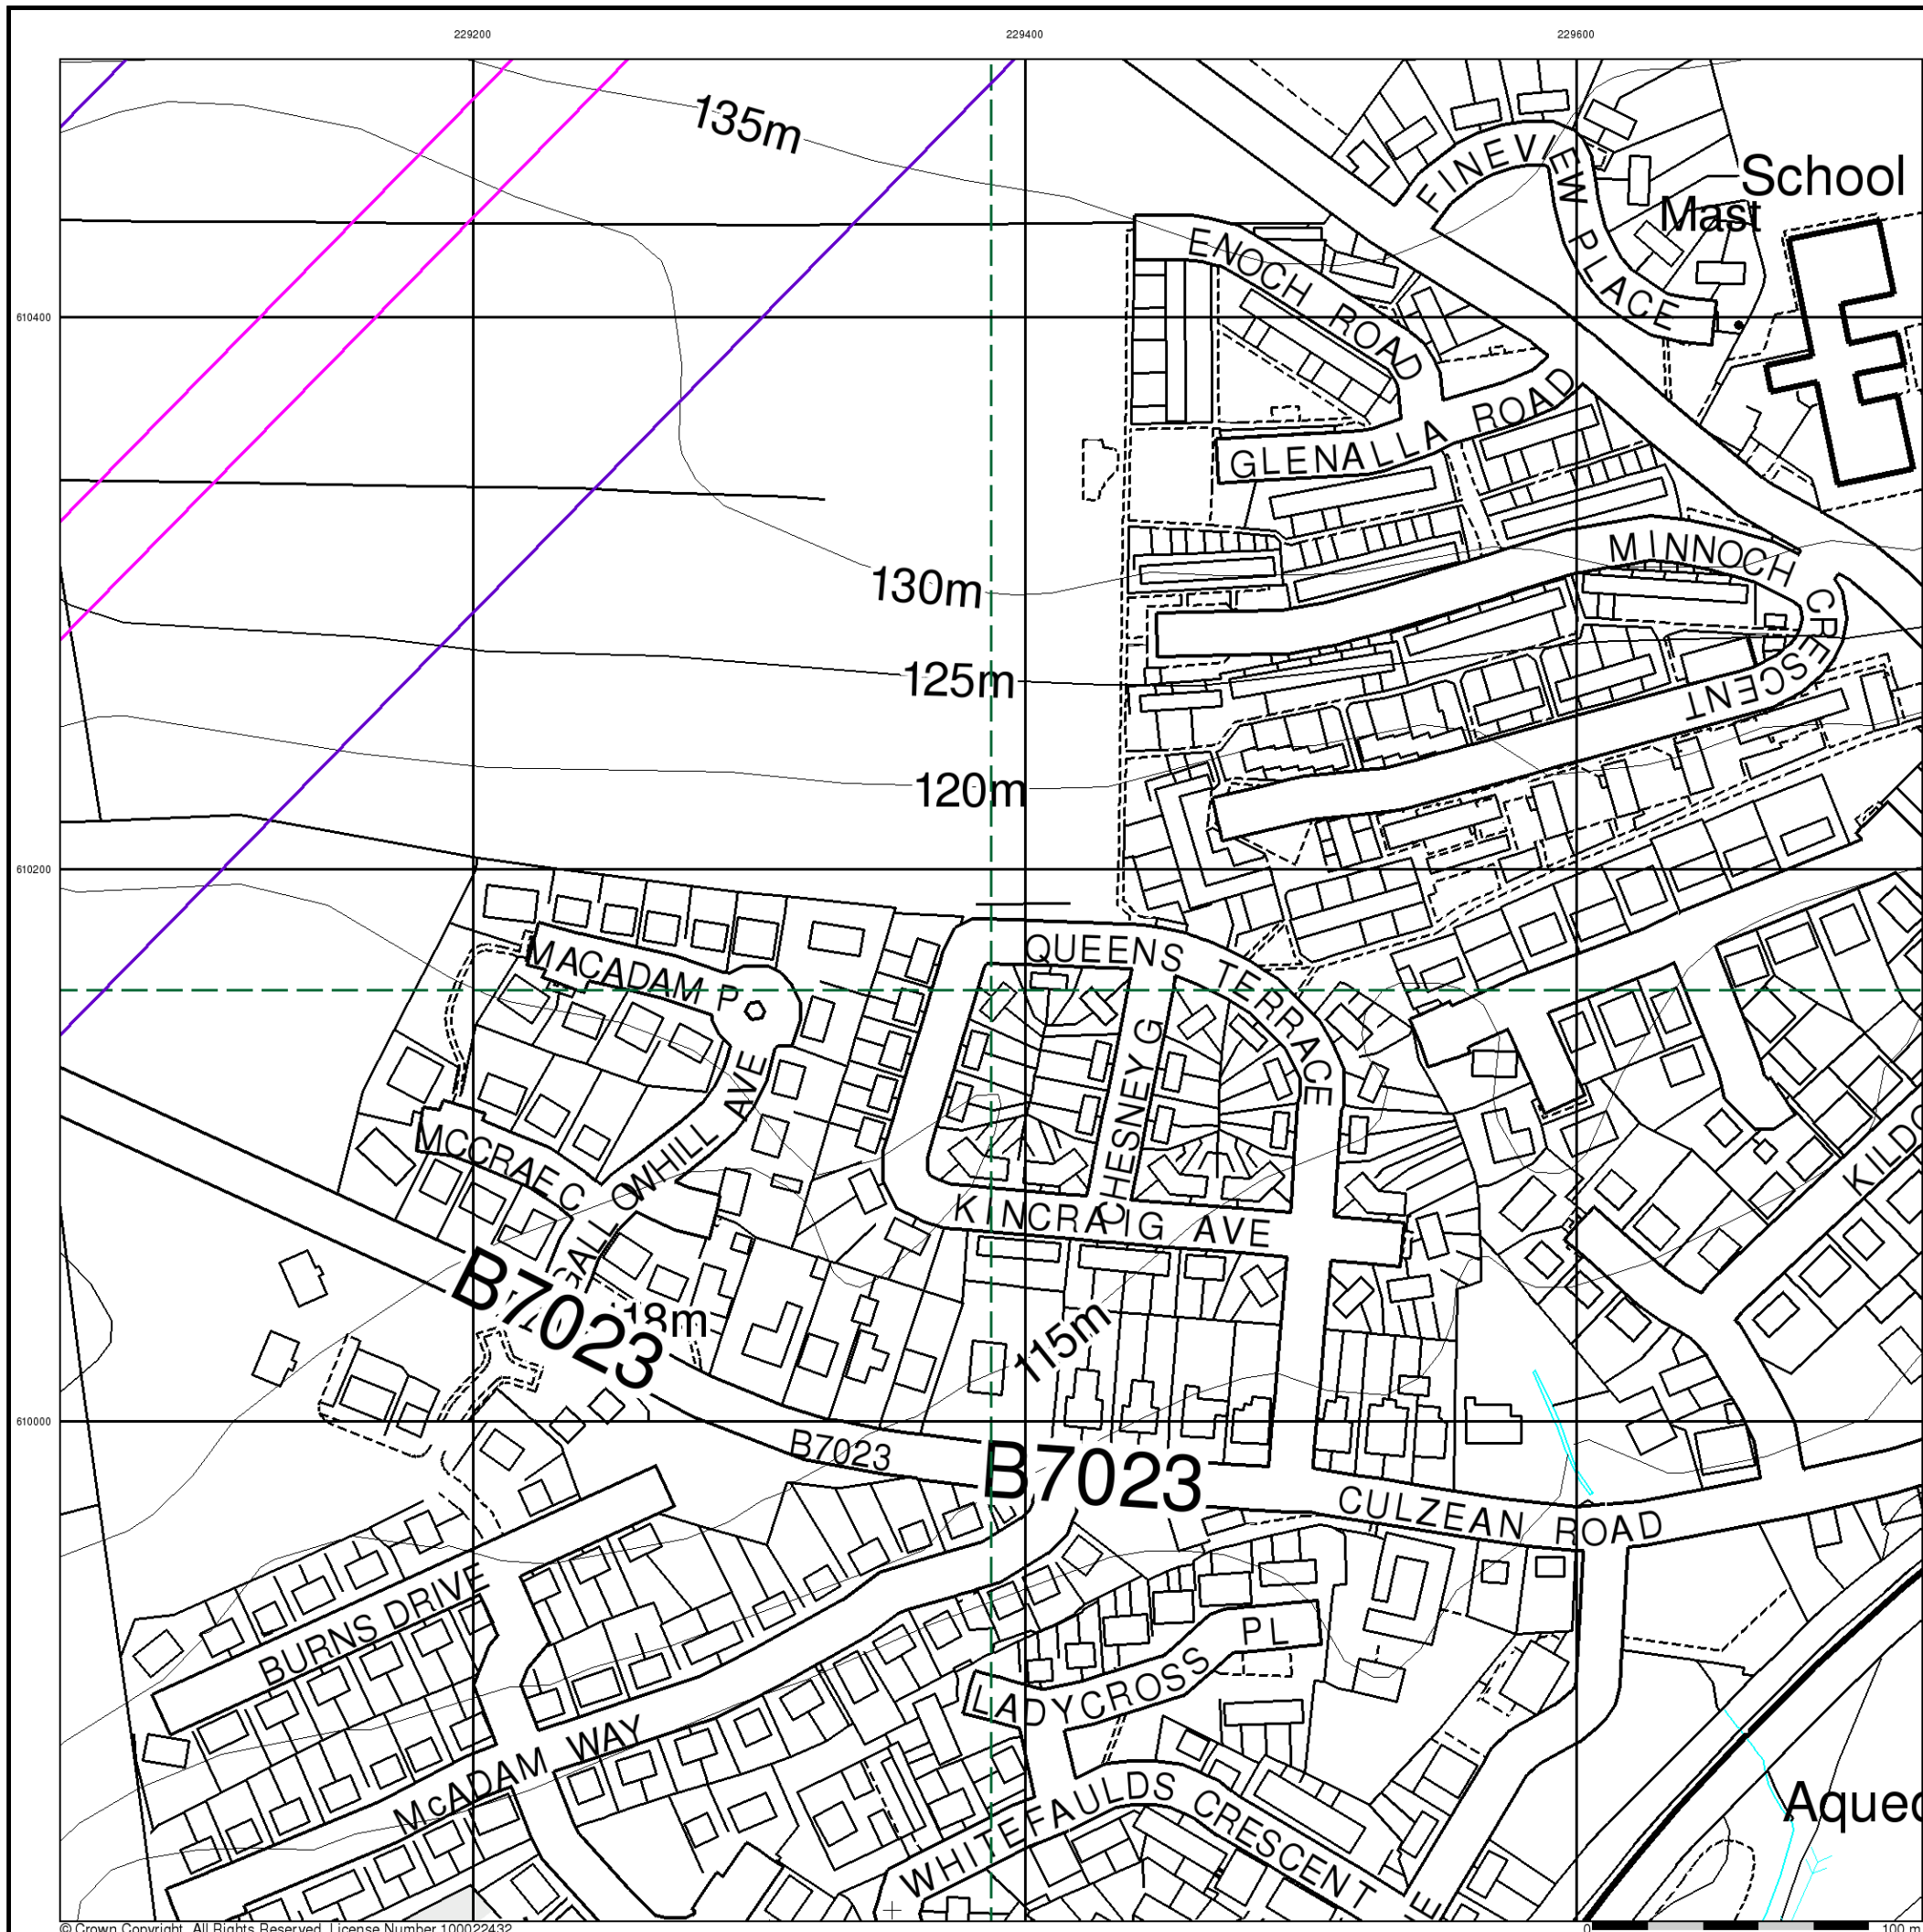 229200
229400
229600
135m
FINEVIEW PLACE
School
Mast
ENOCH ROAD
610400
GLENALLA ROAD
MINNOCH CRESCENT
130m
125m
120m
610200
QUEENS TERRACE
MACADAM P
CHESNEY G
GALLOWHILL AVE
MCCRAE C
KINCRAIG AVE
B7023
115m
610000
B7023
B7023
CULZEAN ROAD
BURNS DRIVE
LADYCROSS PL
McADAM WAY
WHITEFAULDS CRESCENT
© Crown Copyright. All Rights Reserved. License Number 100022432
0
100 m